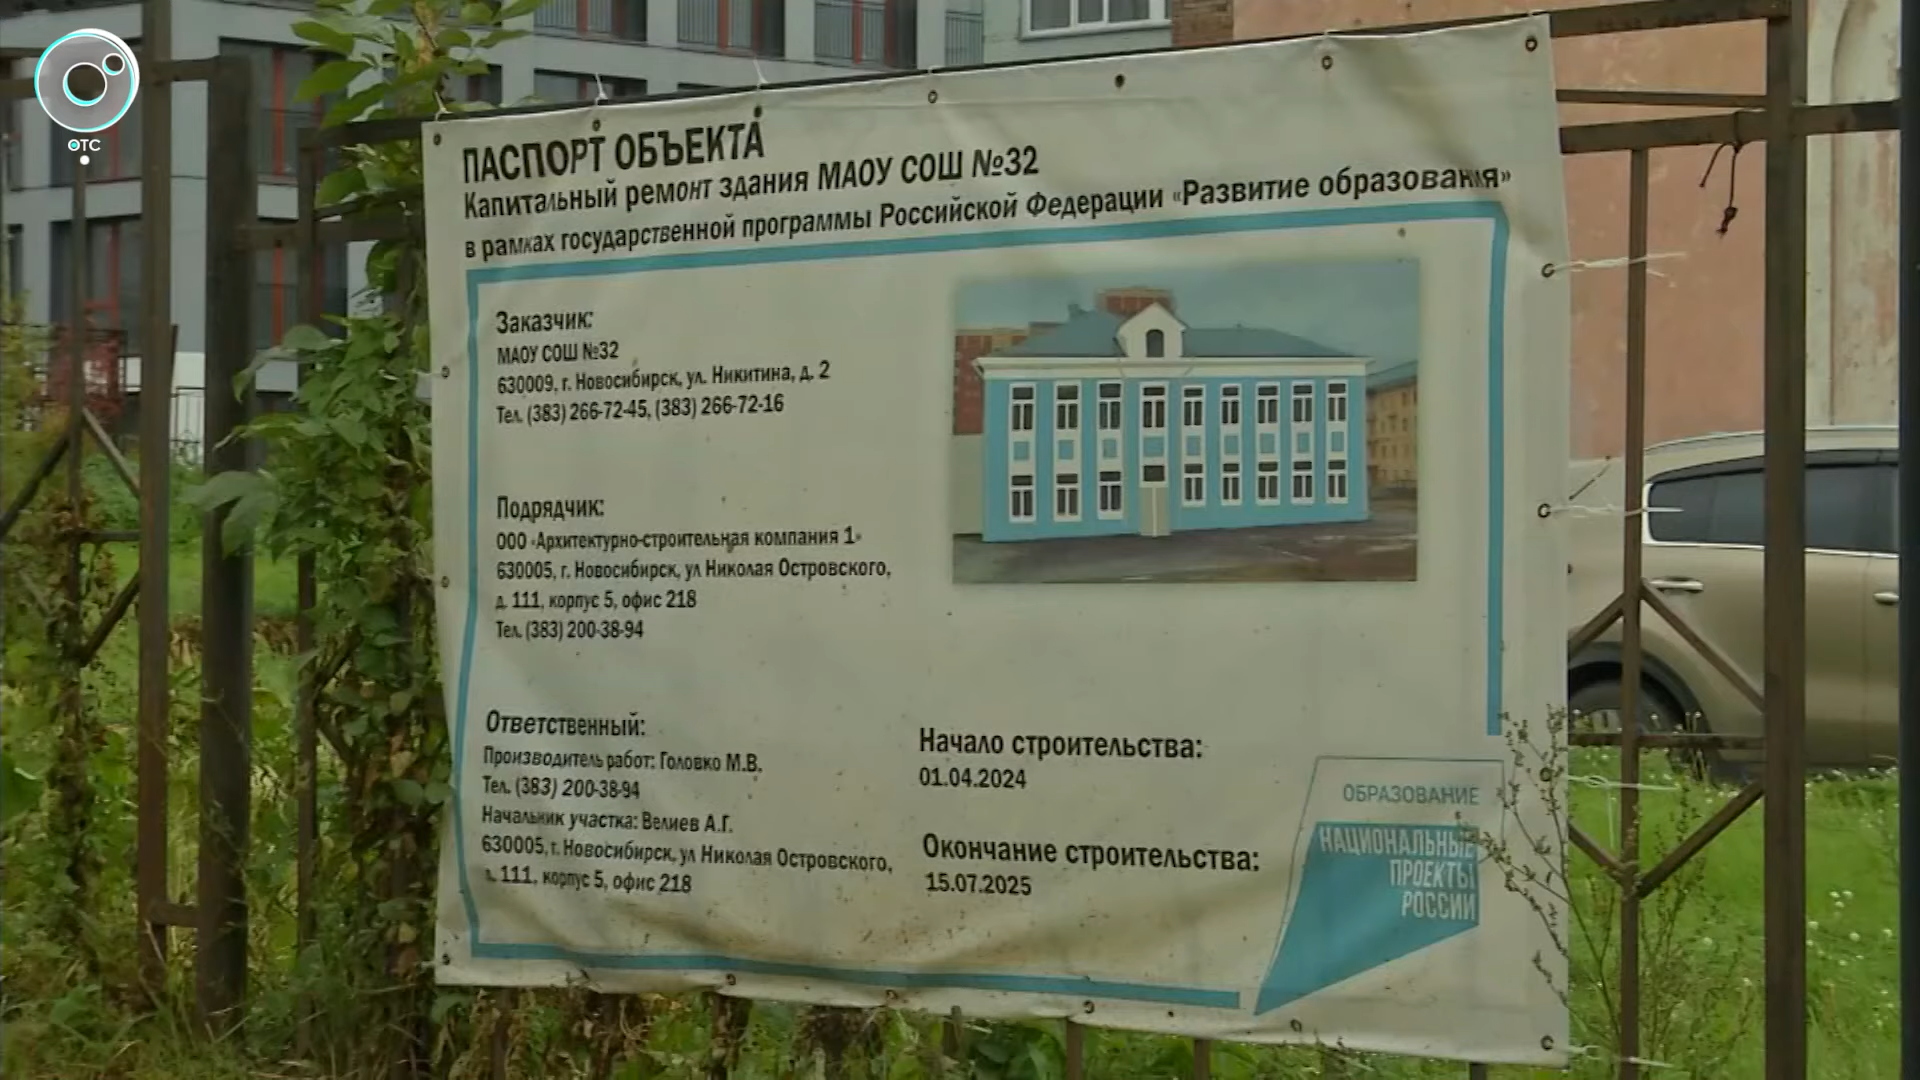 ОТС
ПАСПОРТ ОБЪЕКТА
Капитальный ремонт здания МАОУ СОШ №32
в рамках государственной программы Российской Федерации «Развитие образования»
Заказчик:
МАОУ СОШ №32
630009, г. Новосибирск, ул. Никитина, д. 2
Тел. (383) 266-72-45, (383) 266-72-16
Подрядчик:
ООО «Архитектурно-строительная компания 1»
630005, г. Новосибирск, ул Николая Островского,
д. 111, корпус 5, офис 218
Тел. (383) 200-38-94
Ответственный:
Производитель работ: Головко М.В.
Тел. (383) 200-38-94
Начальник участка: Велиев А.Г.
630005, г. Новосибирск, ул Николая Островского,
д. 111, корпус 5, офис 218
Начало строительства:
01.04.2024
Окончание строительства:
15.07.2025
ОБРАЗОВАНИЕ
НАЦИОНАЛЬНЫЕ
ПРОЕКТЫ
РОССИИ